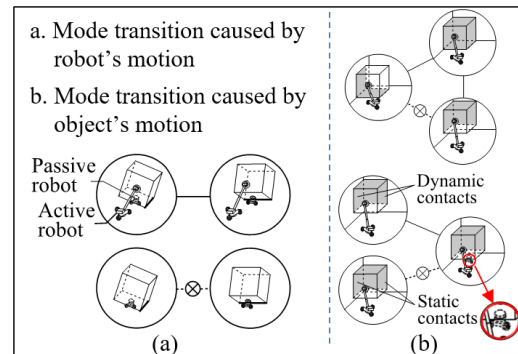 a. Mode transition caused by
robot's motion
b. Mode transition caused by
object's motion
Passive
robot
Active
robot
(a)
Dynamic
contacts
Static
contacts
(b)